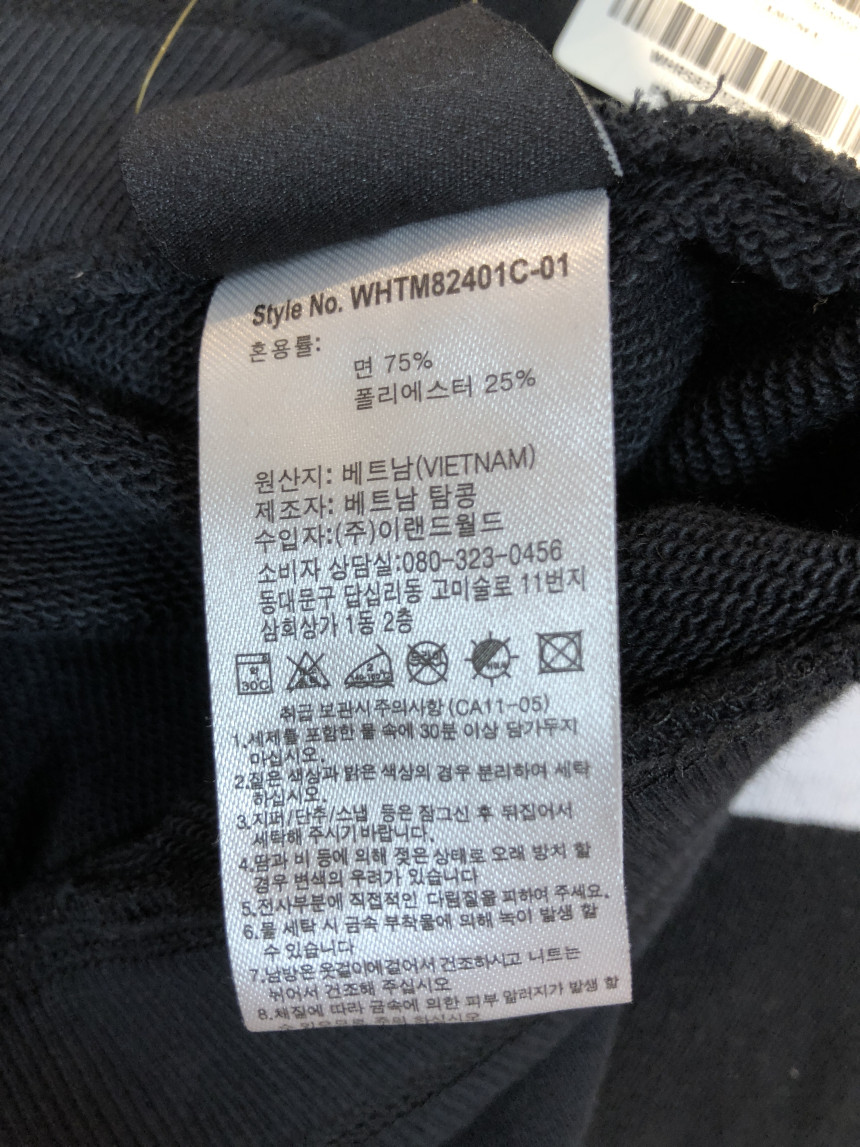 Style No. WHTM82401C-01
혼용률:
면 75%
폴리에스터 25%
원산지: 베트남(VIETNAM)
제조자: 베트남 탐콩
수입자:(주)이랜드월드
소비자 상담실:080-323-0456
동대문구 답십리동 고미술로 11번지
삼희상가 1동 2층
약
30C
취급 보관시 주의사항 (CA11-05)
1.세제를 포함한 물 속에 30분 이상 담가두지
마십시오.
2.짙은 색상과 밝은 색상의 경우 분리하여 세탁
하십시오.
3.지퍼/단추/스냅 등은 잠그신 후 뒤집어서
세탁해 주시기 바랍니다.
4.땀과 비 등에 의해 젖은 상태로 오래 방치 할
경우 변색의 우려가 있습니다
5.전사부분에 직접적인 다림질을 피하여 주세요.
6.물 세탁 시 금속 부착물에 의해 녹이 발생 할
수 있습니다
7.남방은 옷걸이에걸어서 건조하시고 니트는
뉘어서 건조해 주십시오
8.체질에 따라 금속에 의한 피부 알러지가 발생 할
수 있으므로 주의 하십시오